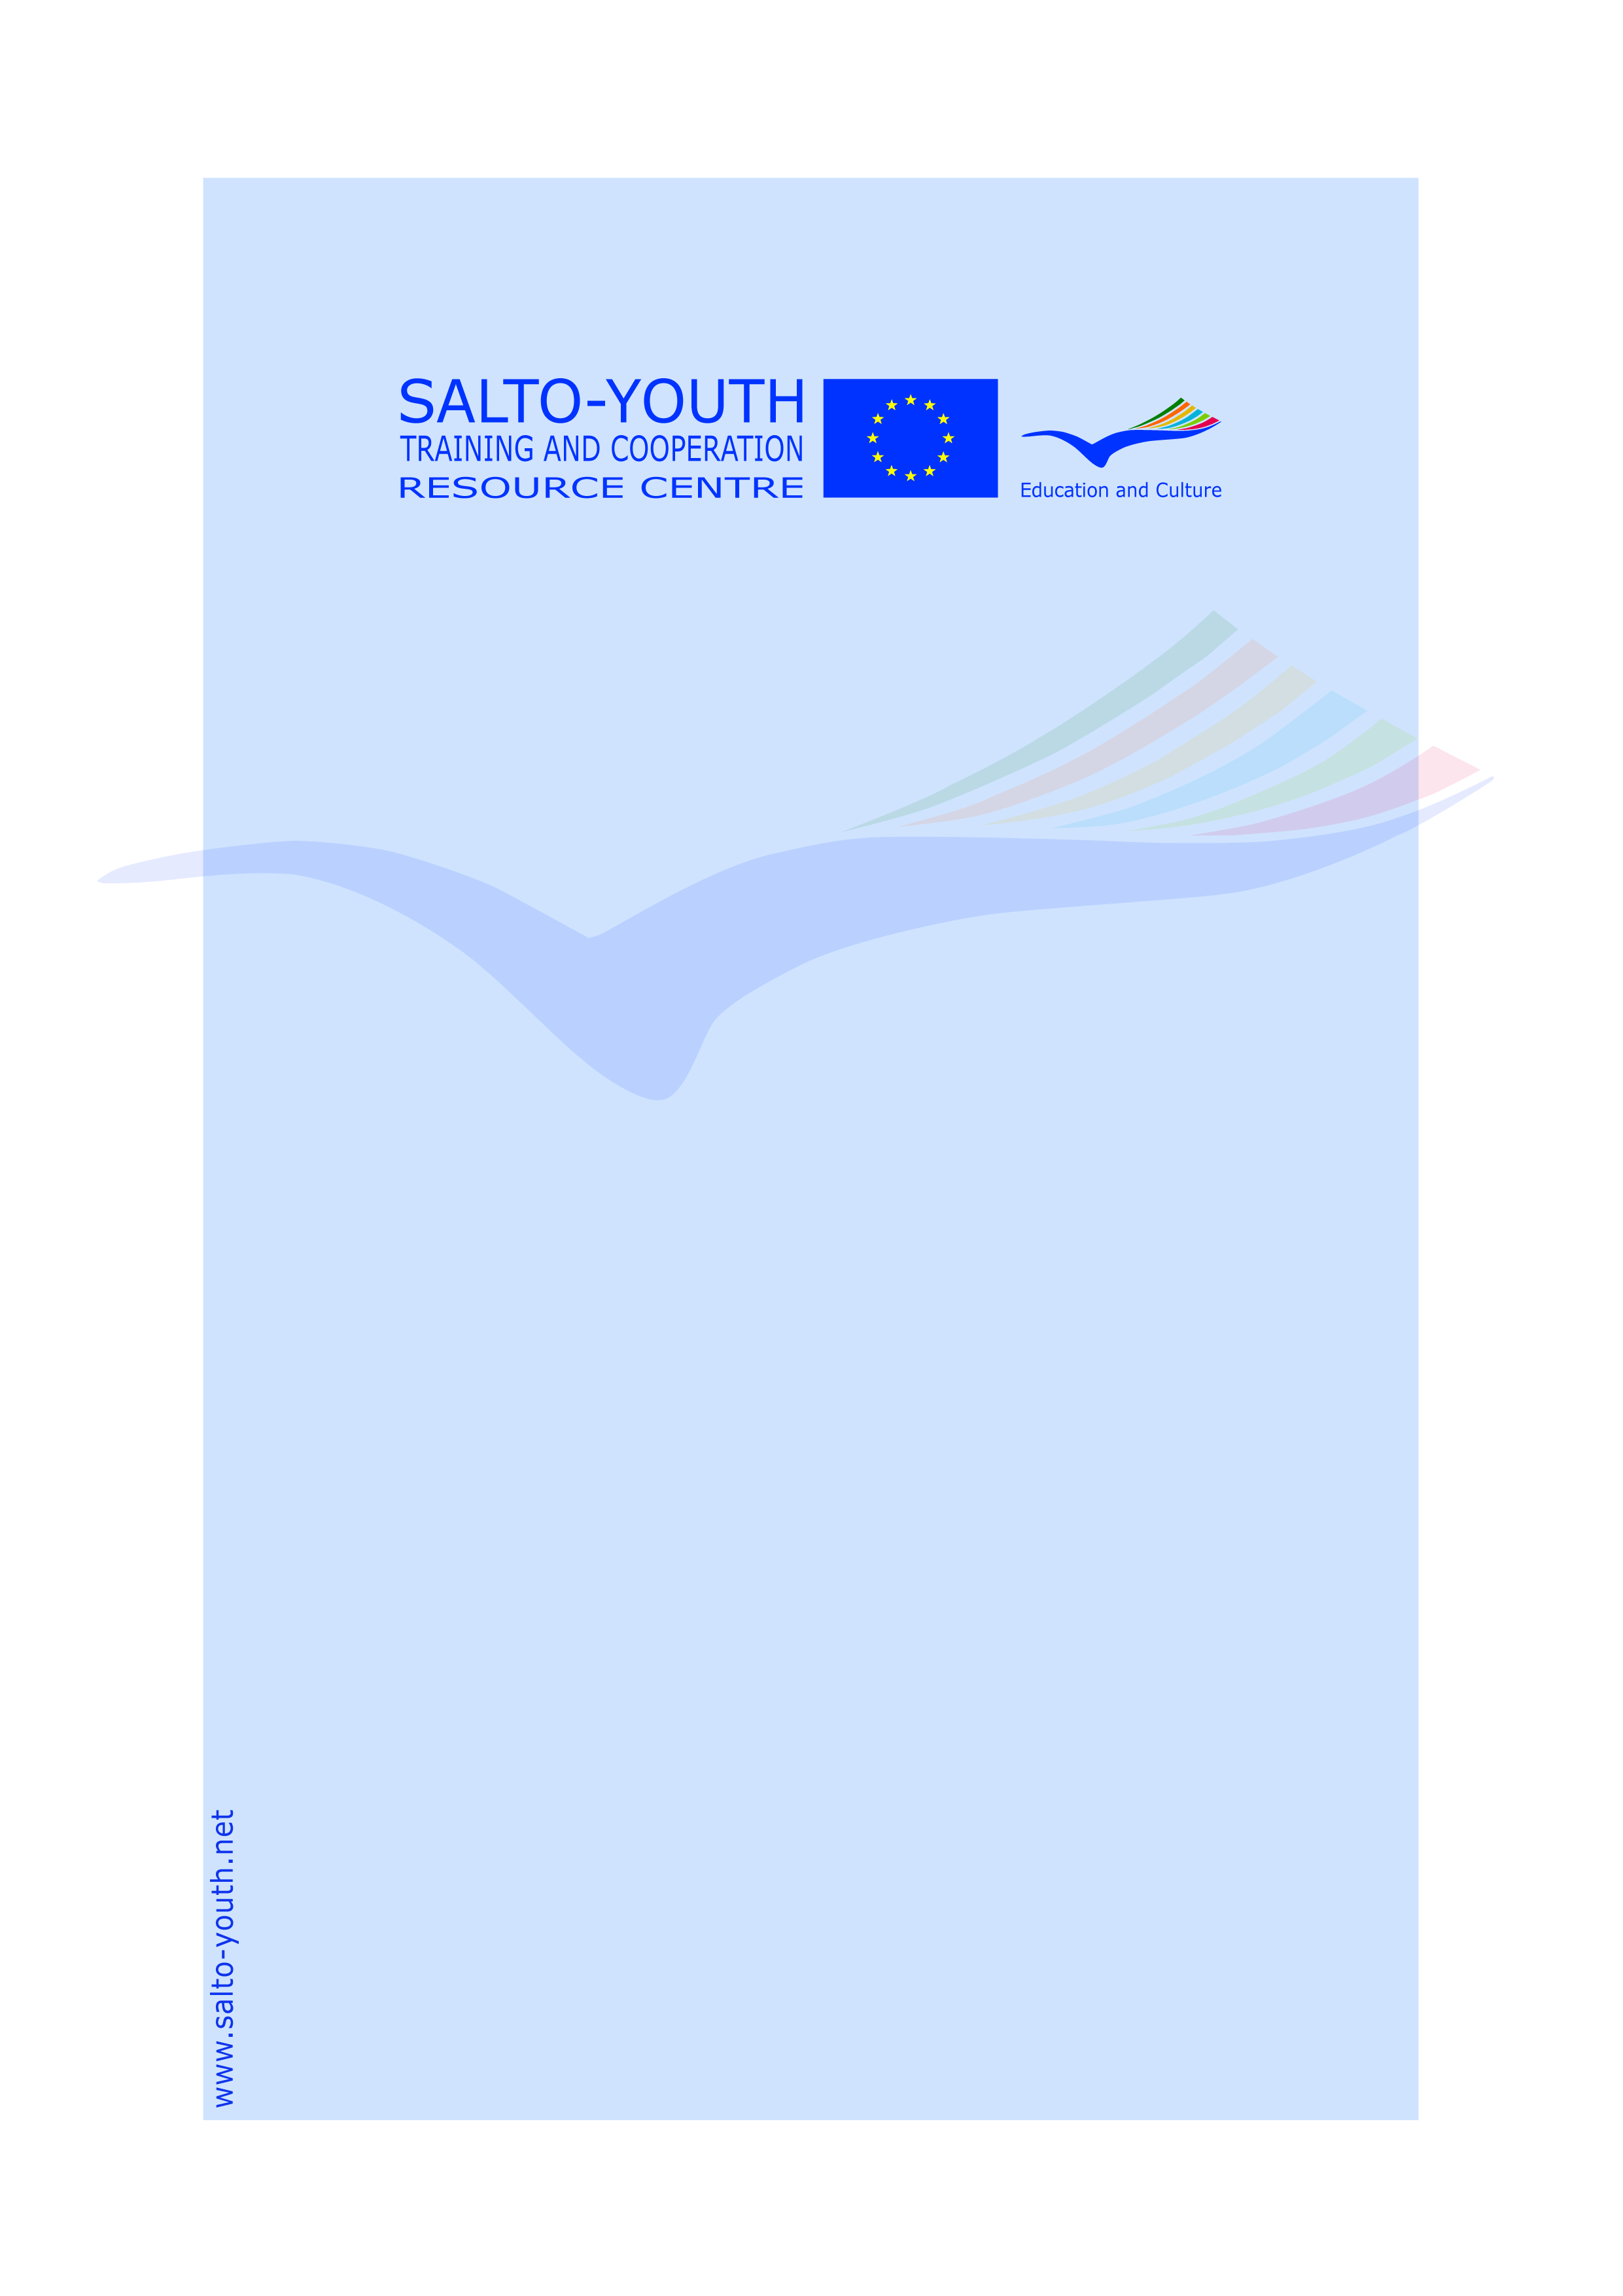 SALTO-YOUTH
TRAINING AND COOPERATION
RESOURCE CENTRE
Education and Culture
www.salto-youth.net